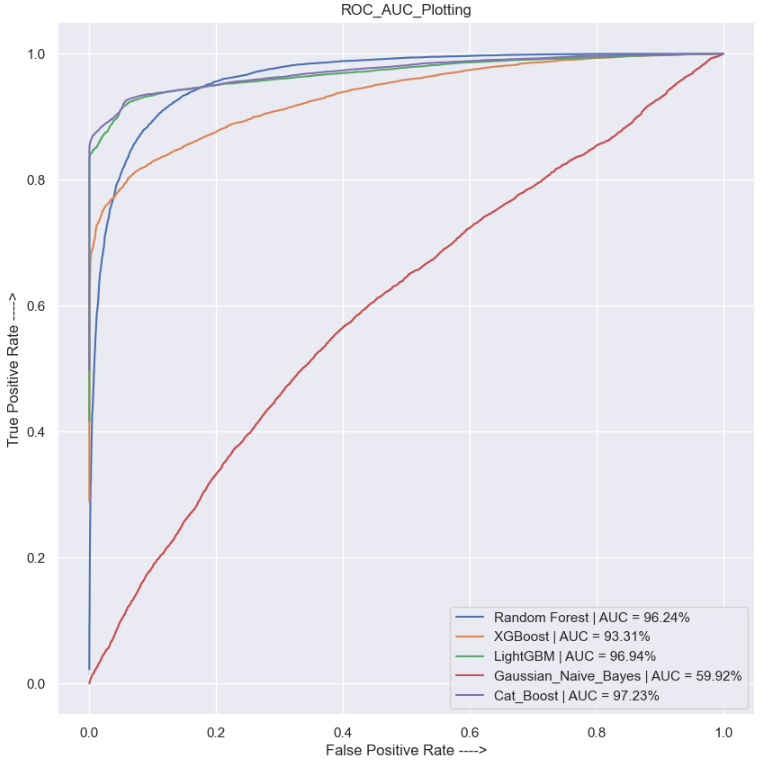 ROC_AUC_Plotting
1.0
0.8
0.6
0.4
0.2
0.0
True Positive Rate ---->
0.0 0.2 0.4 0.6 0.8 1.0
False Positive Rate ---->
Random Forest | AUC = 96.24%
XGBoost | AUC = 93.31%
LightGBM | AUC = 96.94%
Gaussian_Naive_Bayes | AUC = 59.92%
Cat_Boost | AUC = 97.23%